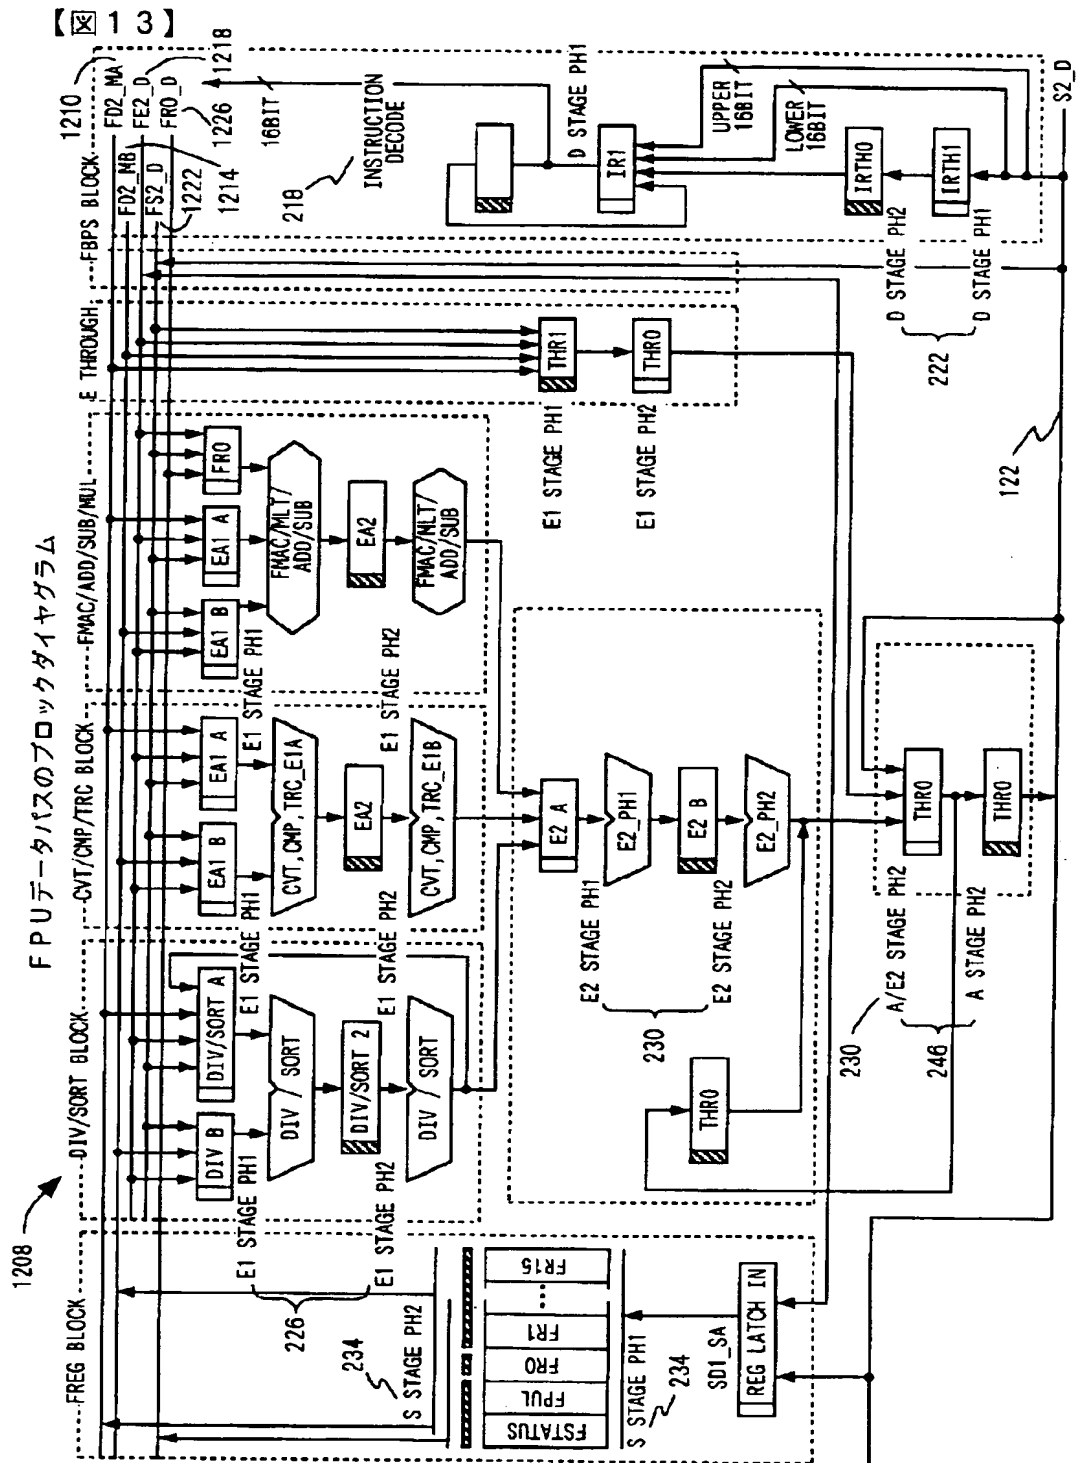 【図１３】
ＦＰＵデータパスのブロックダイヤグラム
1208
FREG BLOCK
S STAGE PH2
234
FSTATUS
FPUL
FR0
FR1
FR15
S STAGE PH1
234
SD1_SA
REG LATCH IN
DIV/SORT BLOCK
DIV B
DIV/SORT A
E1 STAGE PH1
E1 STAGE PH1
226
DIV / SORT
DIV/SORT 2
E1 STAGE PH2
E1 STAGE PH2
DIV / SORT
CVT/CMP/TRC BLOCK
EA1 B
EA1 A
E1 STAGE PH1
CVT,CMP,TRC_E1A
EA2
E1 STAGE PH2
CVT,CMP,TRC_E1B
FMAC/ADD/SUB/MUL
EA1 B
EA1 A
FR0
FMAC/MLT/
ADD/SUB
EA2
FMAC/MLT/
ADD/SUB
E THROUGH
THR1
E1 STAGE PH1
THR0
E1 STAGE PH2
FBPS BLOCK
FD2_MA
1210
FD2_MB
FE2_D
1218
FS2_D
FR0_D
1226
1222
1214
16BIT
218
INSTRUCTION
DECODE
D STAGE PH1
IR1
UPPER
16BIT
LOWER
16BIT
IRTH0
IRTH1
D STAGE PH2
D STAGE PH1
222
122
S2_D
E2 A
E2 STAGE PH1
E2_PH1
230
E2 B
E2 STAGE PH2
E2_PH2
THR0
230
A/E2 STAGE PH2
THR0
246
A STAGE PH2
THR0